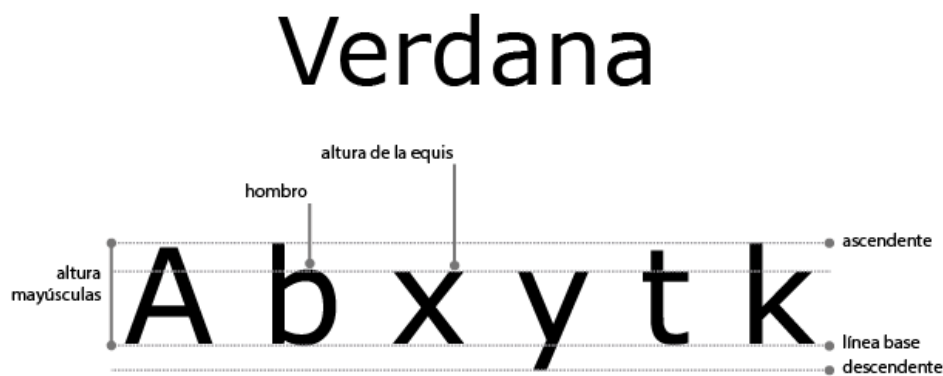 Verdana
altura de la equis
hombro
ascendente
altura
mayúsculas
A b x y t k
línea base
descendente